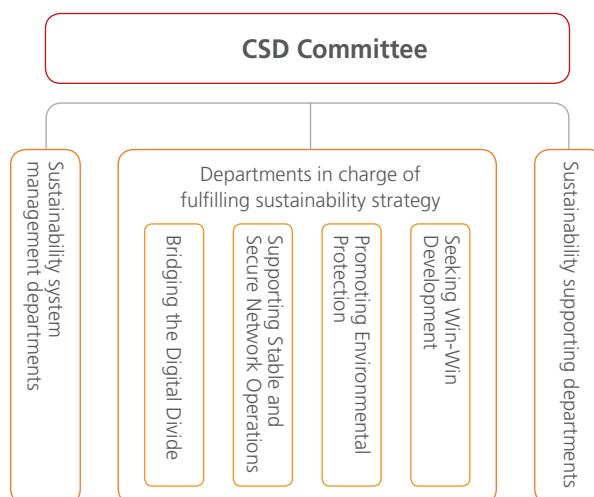 CSD Committee
Sustainability system
management departments
Departments in charge of
fulfilling sustainability strategy
Bridging the Digital Divide
Supporting Stable and
Secure Network Operations
Promoting Environmental
Protection
Seeking Win-Win
Development
Sustainability supporting departments